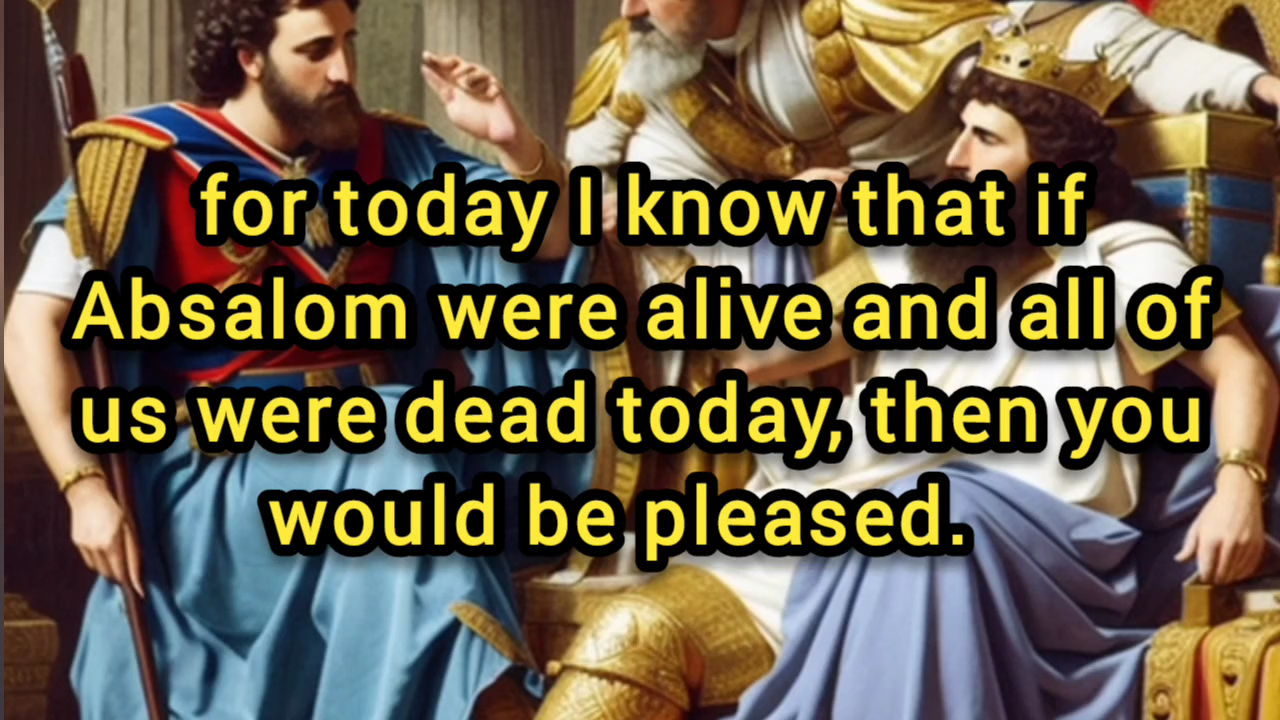 for today I know that if
Absalom were alive and all of
us were dead today, then you
would be pleased.